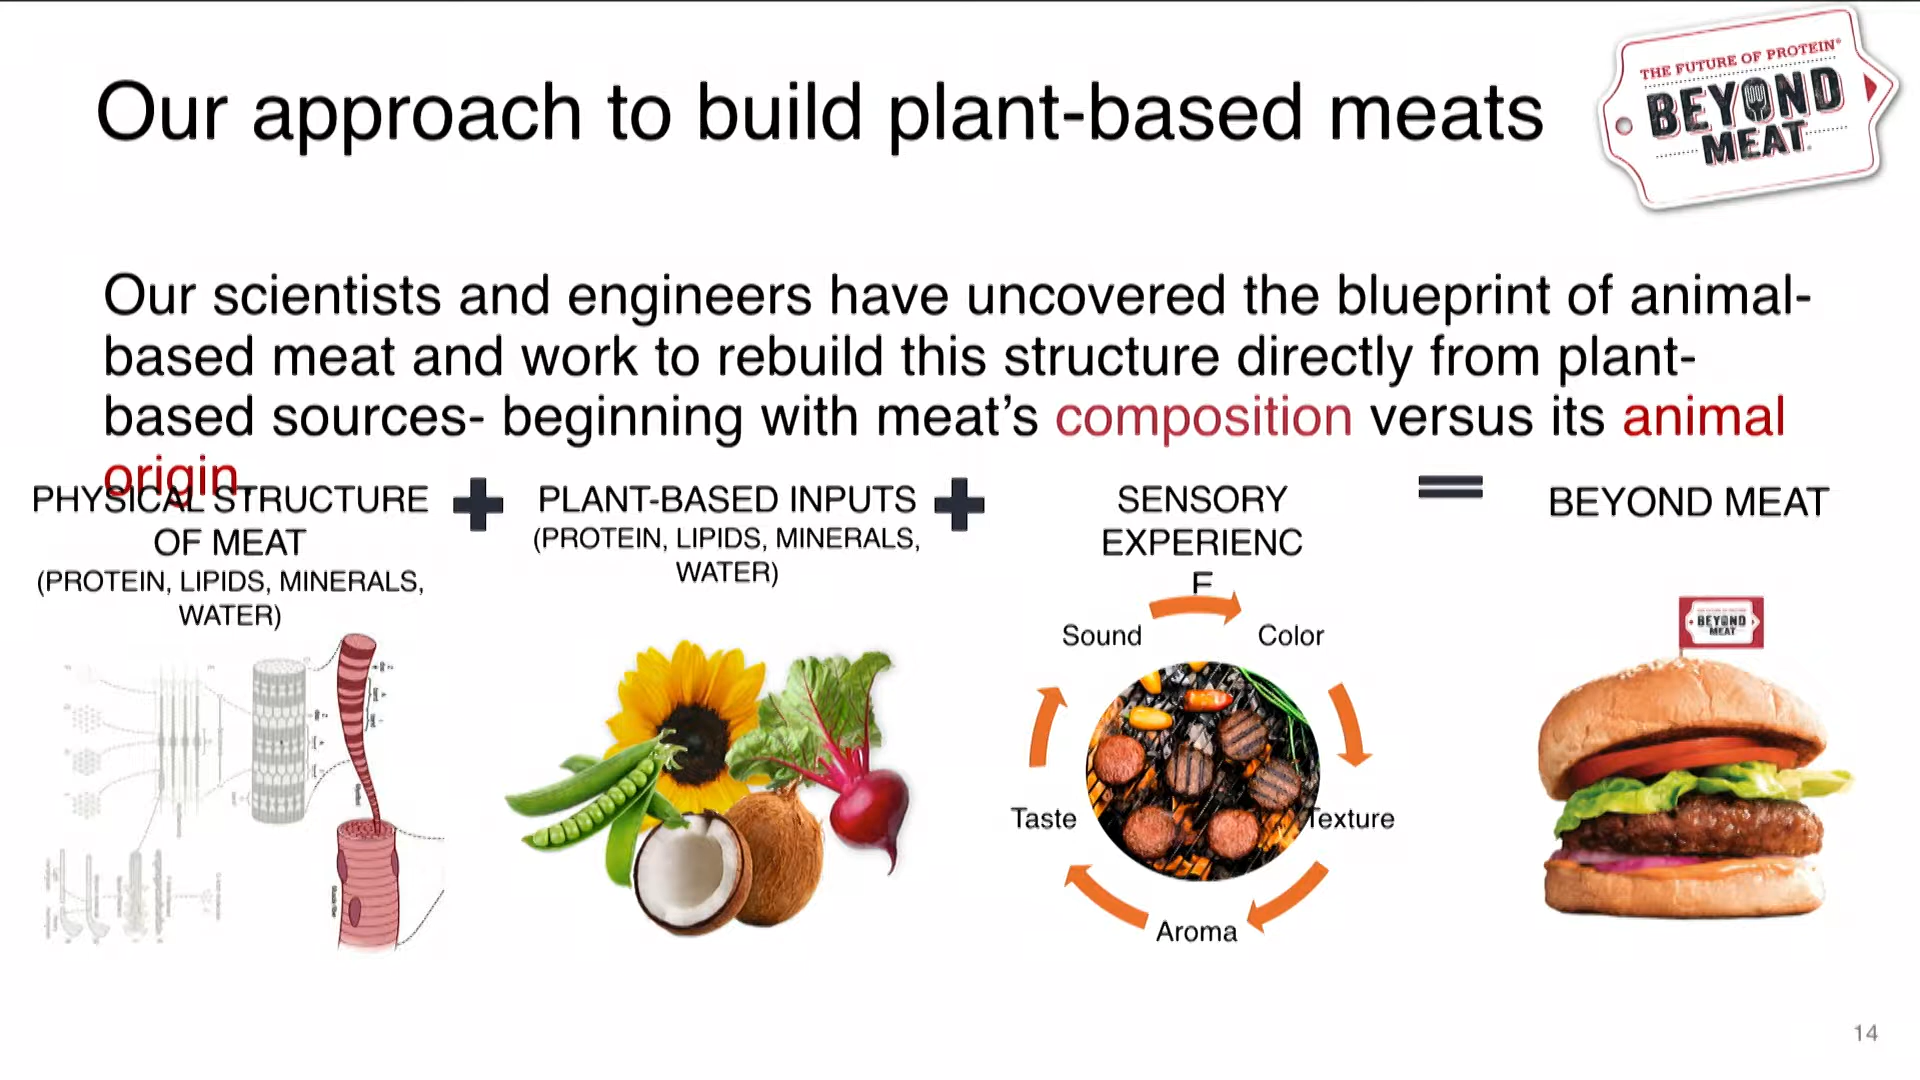 Our approach to build plant-based meats
THE FUTURE OF PROTEIN®
BEYOND
MEAT
Our scientists and engineers have uncovered the blueprint of animal-
based meat and work to rebuild this structure directly from plant-
based sources- beginning with meat’s composition versus its animal
origin.
PHYSICAL STRUCTURE
OF MEAT
(PROTEIN, LIPIDS, MINERALS,
WATER)
PLANT-BASED INPUTS
(PROTEIN, LIPIDS, MINERALS,
WATER)
SENSORY
EXPERIENC
E
BEYOND MEAT
Sound
Color
Taste
Texture
Aroma
BEYOND
MEAT
14